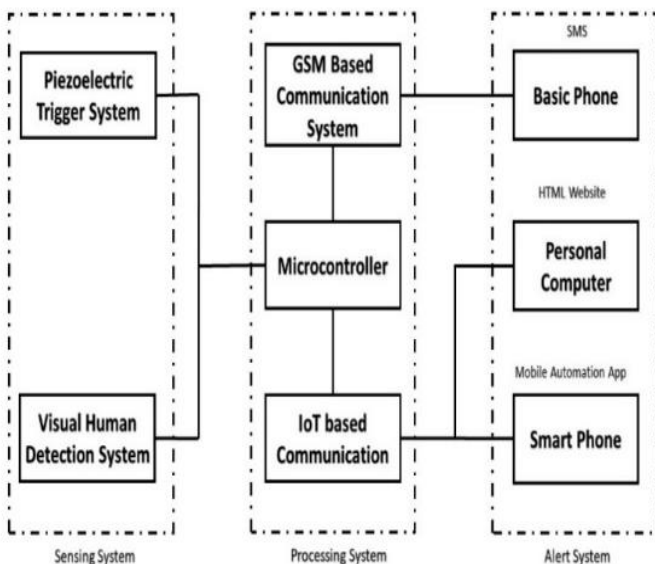 Piezoelectric
Trigger System
Visual Human
Detection System
Sensing System
GSM Based
Communication
System
Microcontroller
IoT based
Communication
Processing System
SMS
Basic Phone
HTML Website
Personal
Computer
Mobile Automation App
Smart Phone
Alert System